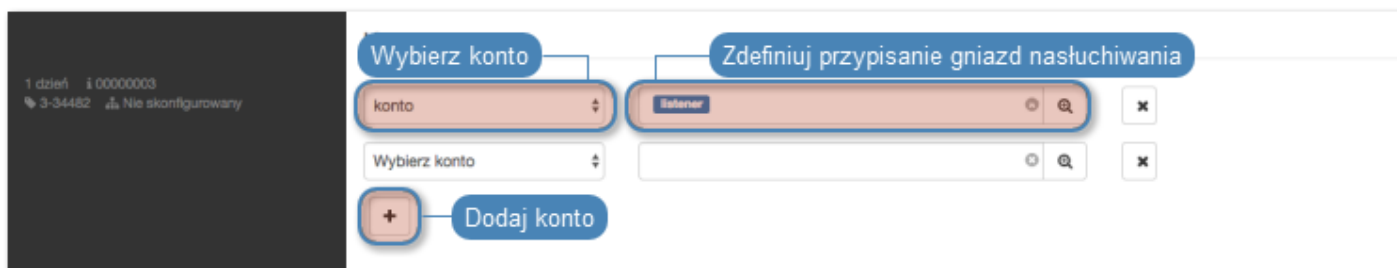 Wybierz konto Zdefiniuj przypisanie gniazd nasłuchiwania
1 dzień i 00000003
3-34482 Nie skonfigurowany
konto listener
Wybierz konto
Dodaj konto